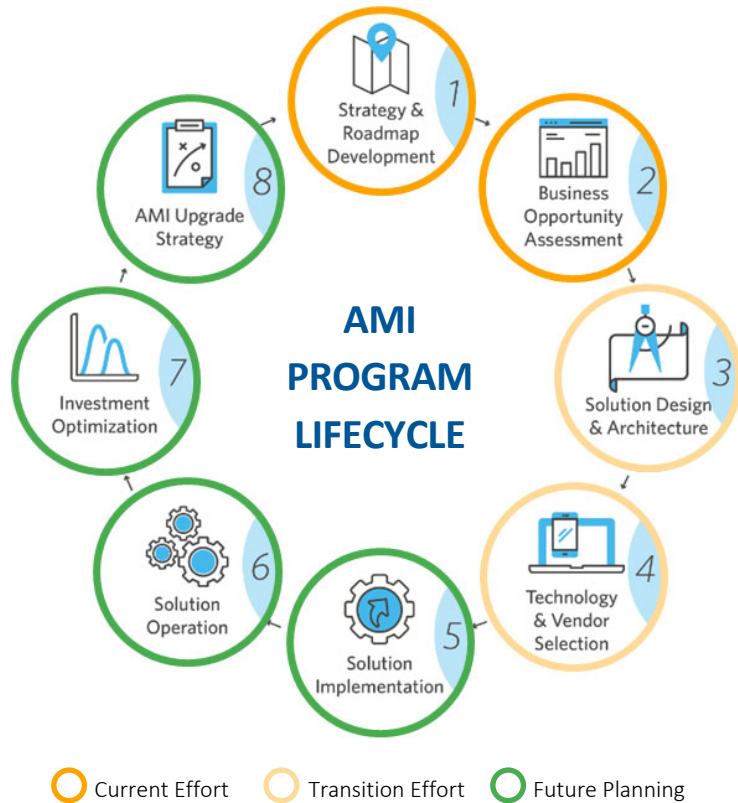 1
Strategy &
Roadmap
Development
2
Business
Opportunity
Assessment
3
Solution Design
& Architecture
4
Technology
& Vendor
Selection
5
Solution
Implementation
6
Solution
Operation
7
Investment
Optimization
8
AMI Upgrade
Strategy
AMI
PROGRAM
LIFECYCLE
Current Effort
Transition Effort
Future Planning